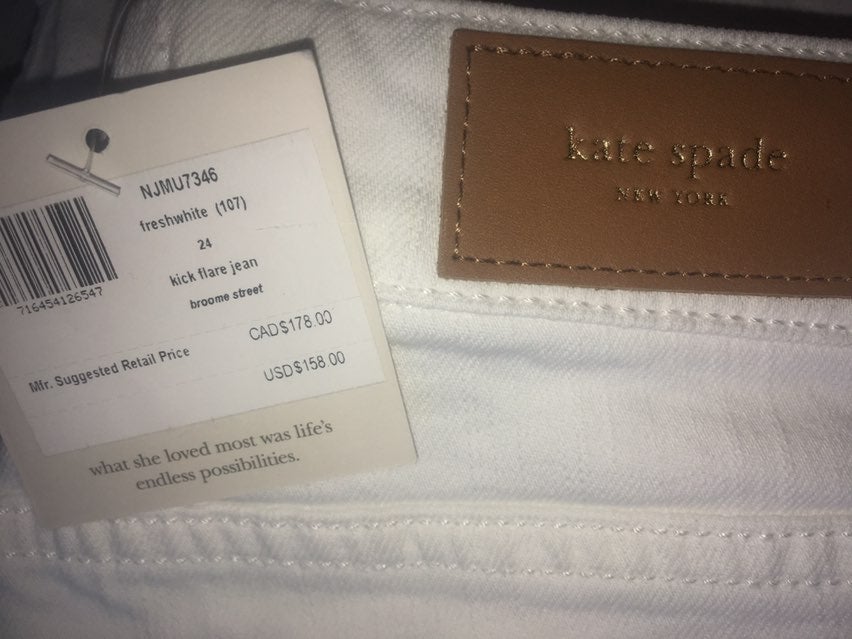 NJMU7346
freshwhite (107)
24
kick flare jean
broome street
716454126547
CAD$178.00
Mfr. Suggested Retail Price
USD$158.00
what she loved most was life's
endless possibilities.
kate spade
NEW YORK